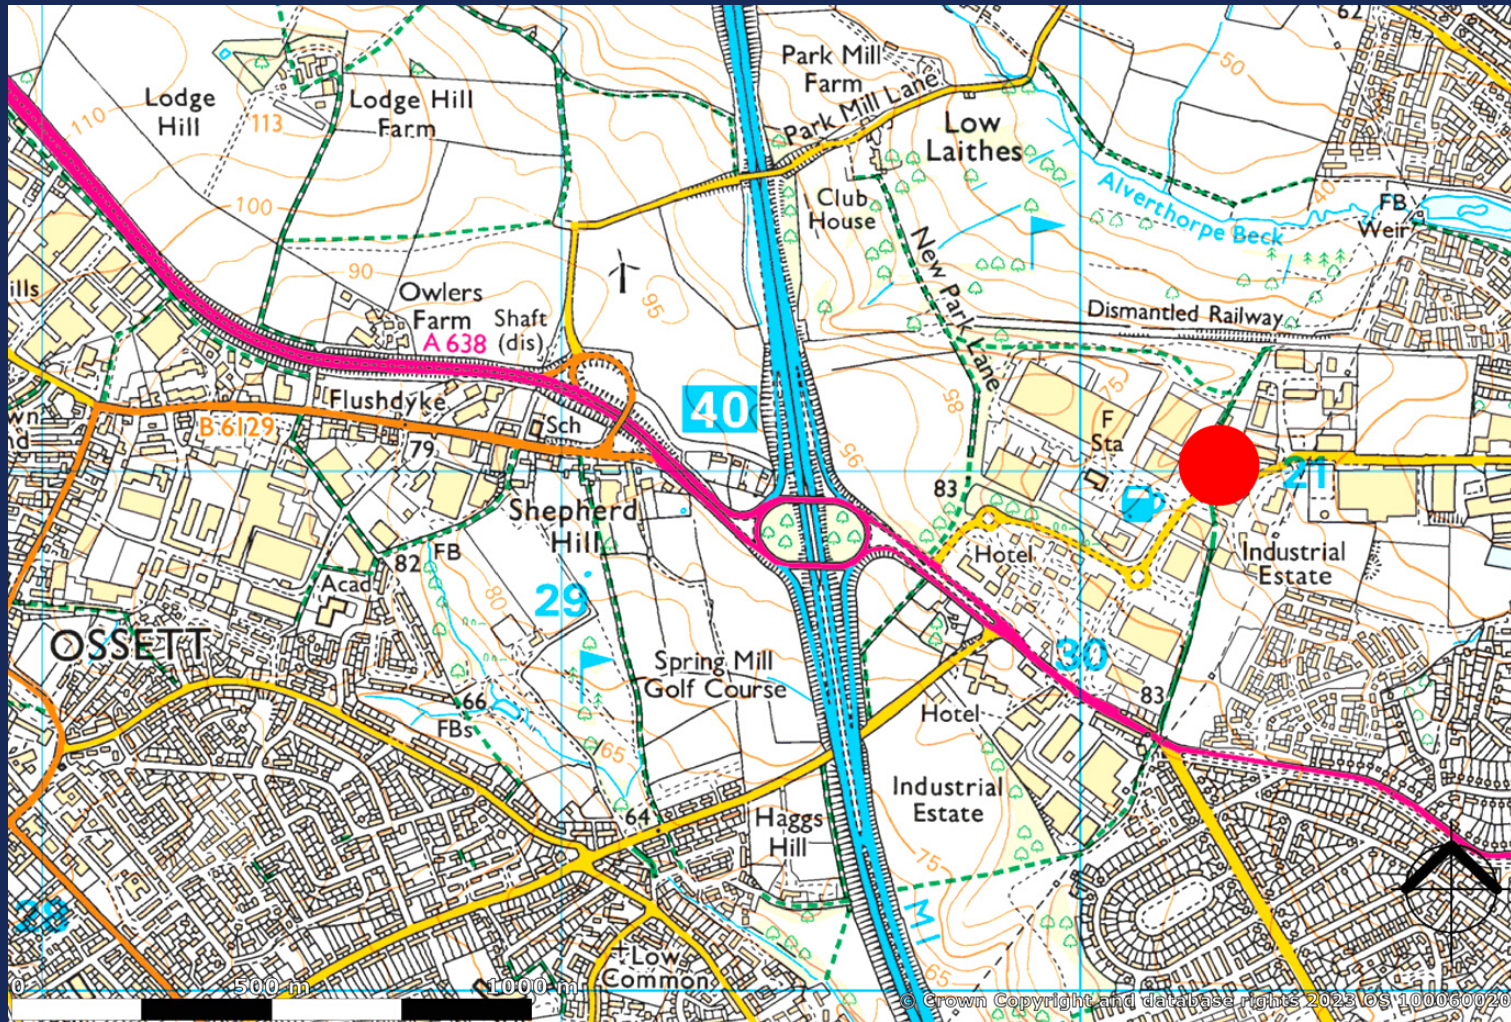 62
Park Mill
Farm
50
Lodge
Hill
Lodge Hill
Farm
110
113
Park Mill Lane
Low
Laithes
Alverthorpe Beck
40
100
Club
House
FB
Weir
New Park Lane
90
95
ills
Owlers
Farm
Shaft
(dis)
A 638
Dismantled Railway
75
85
Flushdyke
40
F
Sta
B 6129
Sch
79
95
21
83
Shepherd
Hill
FB
82
Hotel
Industrial
Estate
Acad
80
29
OSSETT
30
Spring Mill
Golf Course
83
66
FBs
Hotel
65
Industrial
Estate
64
Haggs
Hill
75
28
M1
Low
Common
65
0
500 m
1000 m
© Crown Copyright and database rights 2023 OS 100060020